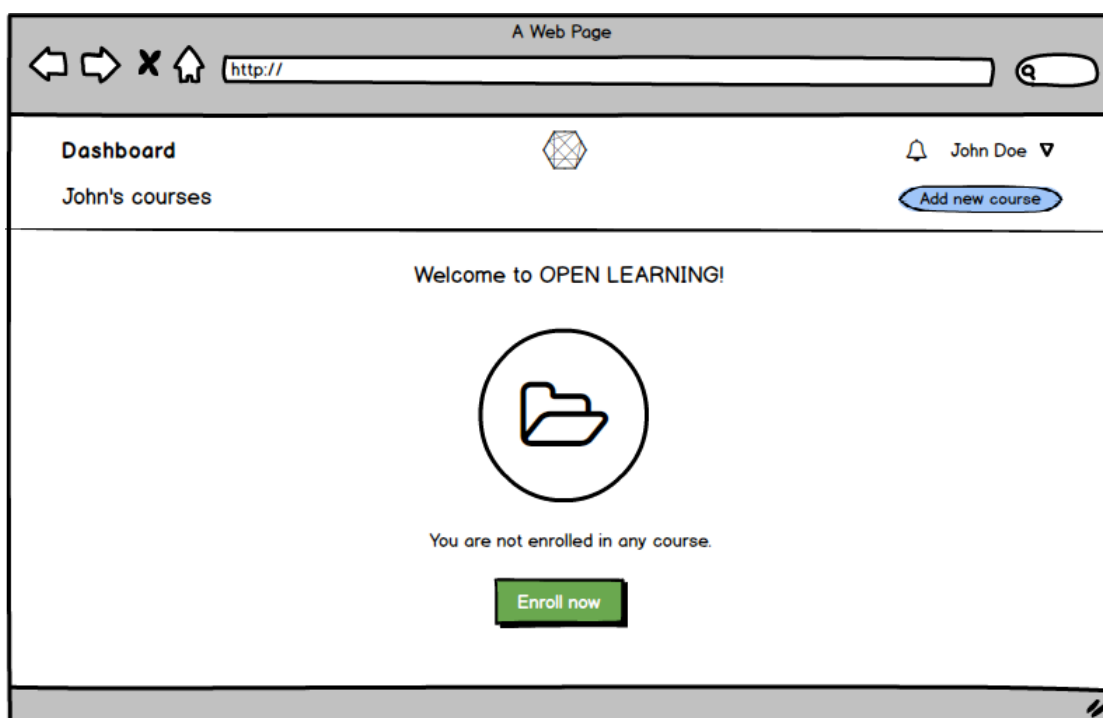 A Web Page
http://
Dashboard
John Doe
John's courses
Add new course
Welcome to OPEN LEARNING!
You are not enrolled in any course.
Enroll now